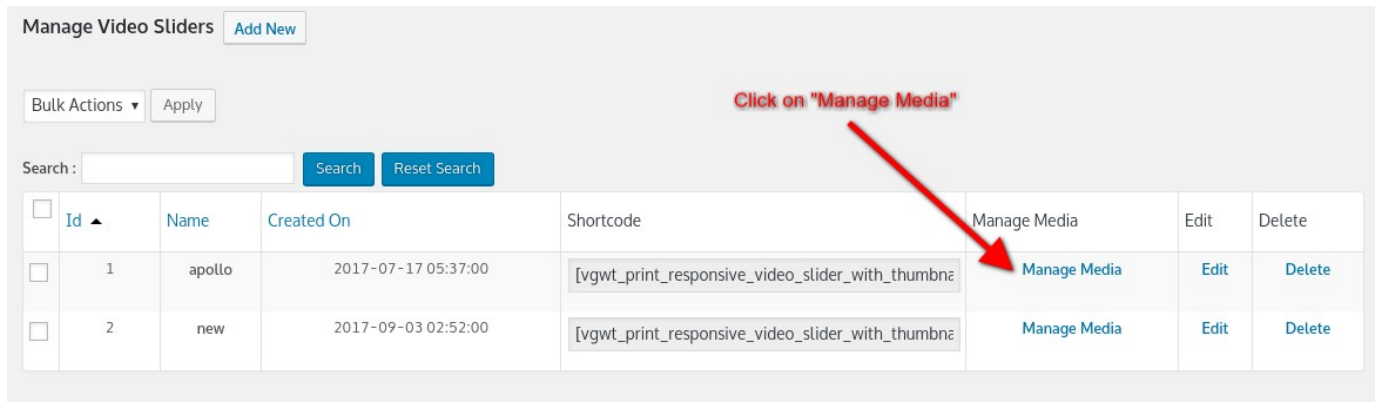 Manage Video Sliders Add New
Bulk Actions Apply
Click on "Manage Media"
Search : Search Reset Search
Id Name Created On Shortcode Manage Media Edit Delete
1 apollo 2017-07-17 05:37:00 [vgwt_print_responsive_video_slider_with_thumbna Manage Media Edit Delete
2 new 2017-09-03 02:52:00 [vgwt_print_responsive_video_slider_with_thumbna Manage Media Edit Delete